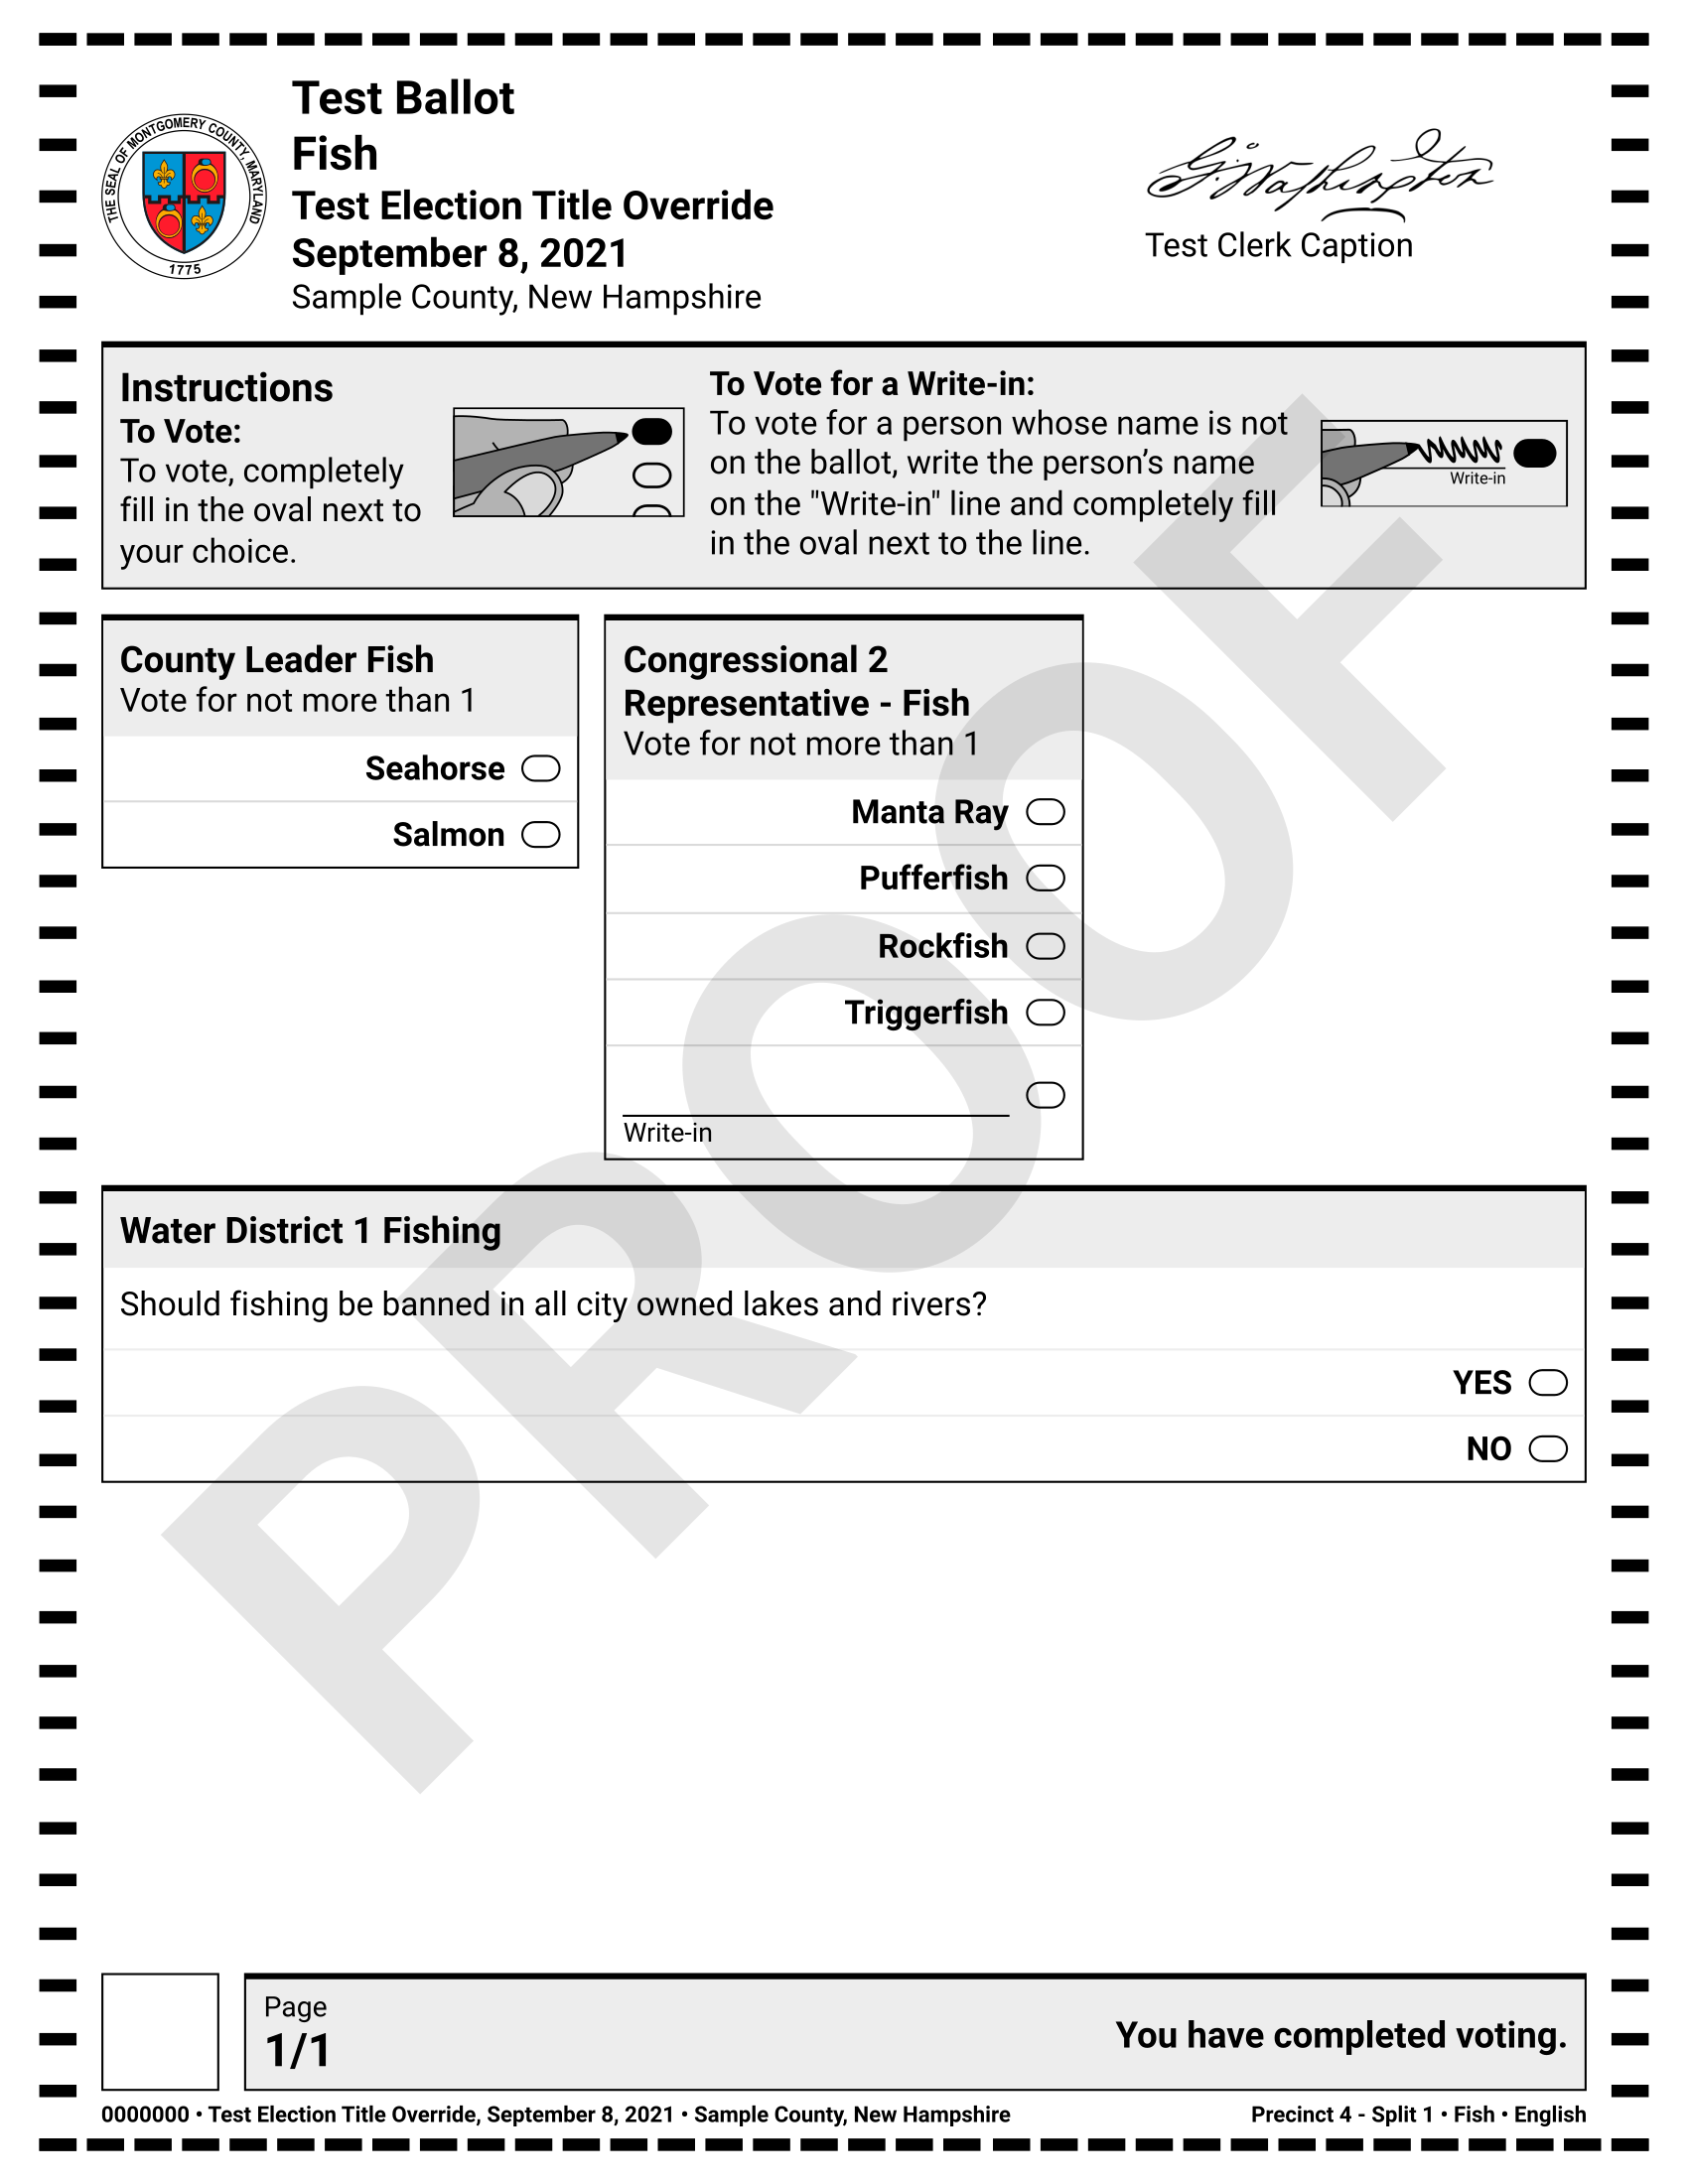 THE SEAL OF MONTGOMERY COUNTY, MARYLAND
1775
Test Ballot
Fish
Test Election Title Override
September 8, 2021
Sample County, New Hampshire
G:Washington
Test Clerk Caption
Instructions
To Vote:
To vote, completely
fill in the oval next to
your choice.
To Vote for a Write-in:
To vote for a person whose name is not
on the ballot, write the person’s name
on the "Write-in" line and completely fill
in the oval next to the line.
Write-in
County Leader Fish
Vote for not more than 1
Seahorse
Salmon
Congressional 2
Representative - Fish
Vote for not more than 1
Manta Ray
Pufferfish
Rockfish
Triggerfish
Write-in
Water District 1 Fishing
Should fishing be banned in all city owned lakes and rivers?
YES
NO
PROOF
Page
1/1
You have completed voting.
0000000 • Test Election Title Override, September 8, 2021 • Sample County, New Hampshire
Precinct 4 - Split 1 • Fish • English